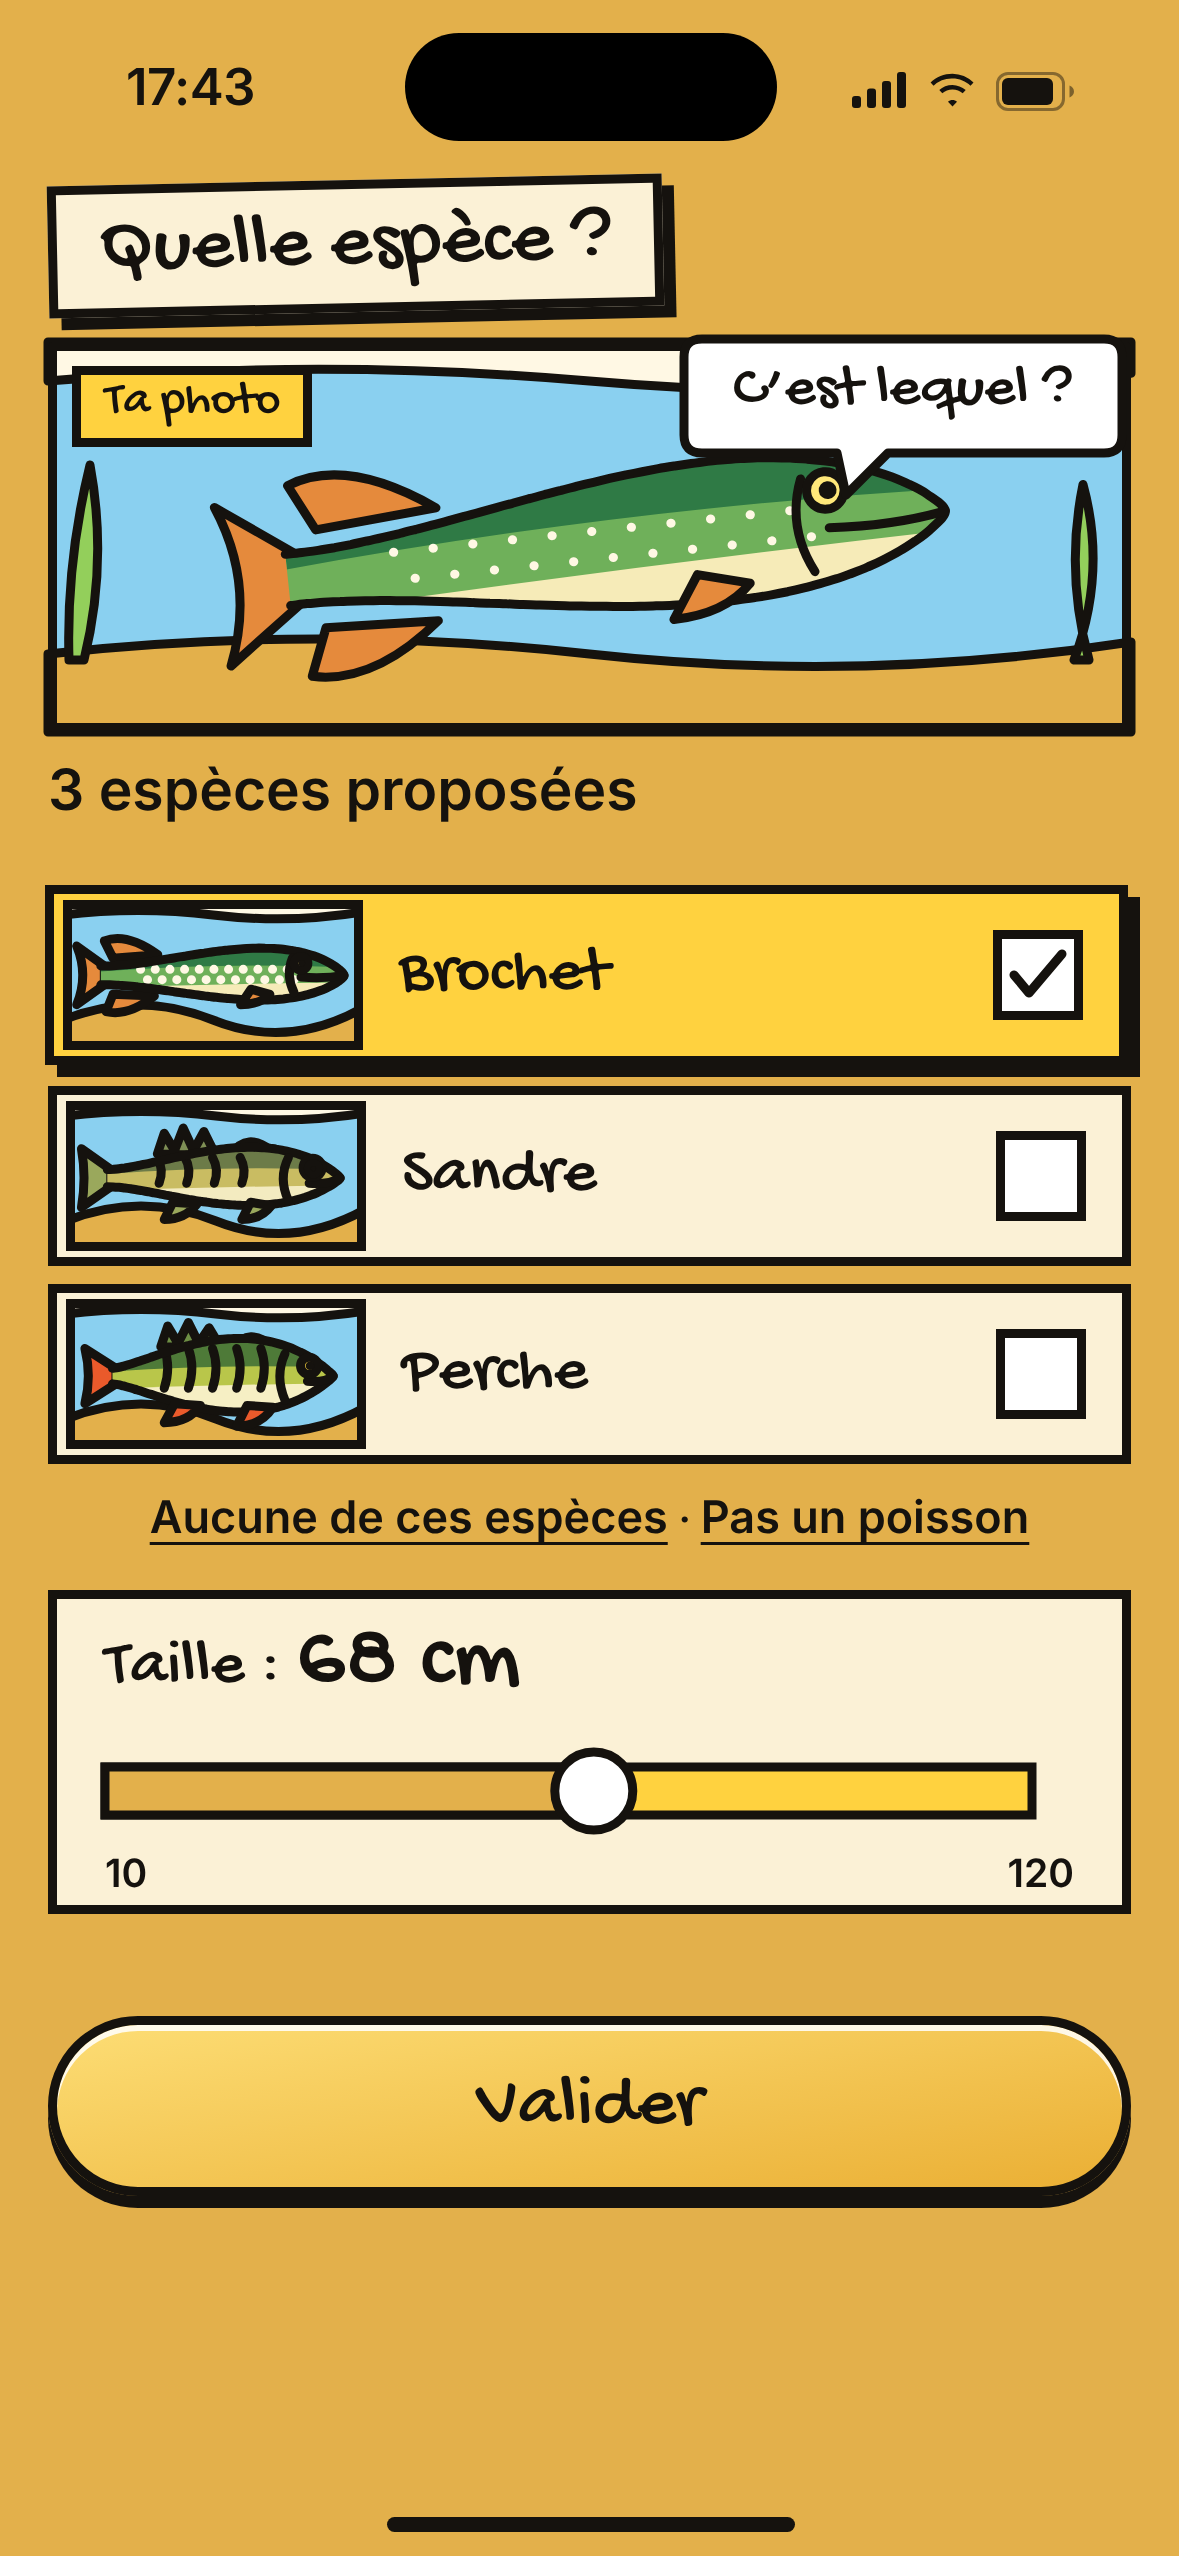 17:43
Quelle espèce ?
Ta photo
C'est lequel ?
3 espèces proposées
Brochet
Sandre
Perche
Aucune de ces espèces · Pas un poisson
Taille : 68 cm
10 120
Valider